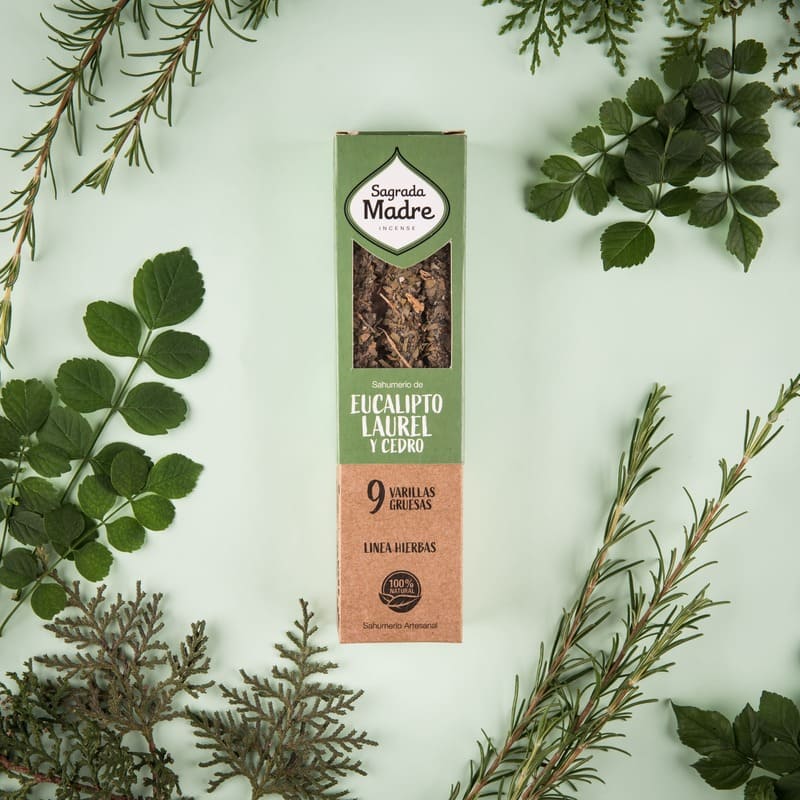 Sagrada
Madre
INCENSE
Sahumerio de
EUCALIPTO
LAUREL
Y CEDRO
9 VARILLAS
GRUESAS
LINEA HIERBAS
100%
NATURAL
Sahumerio Artesanal